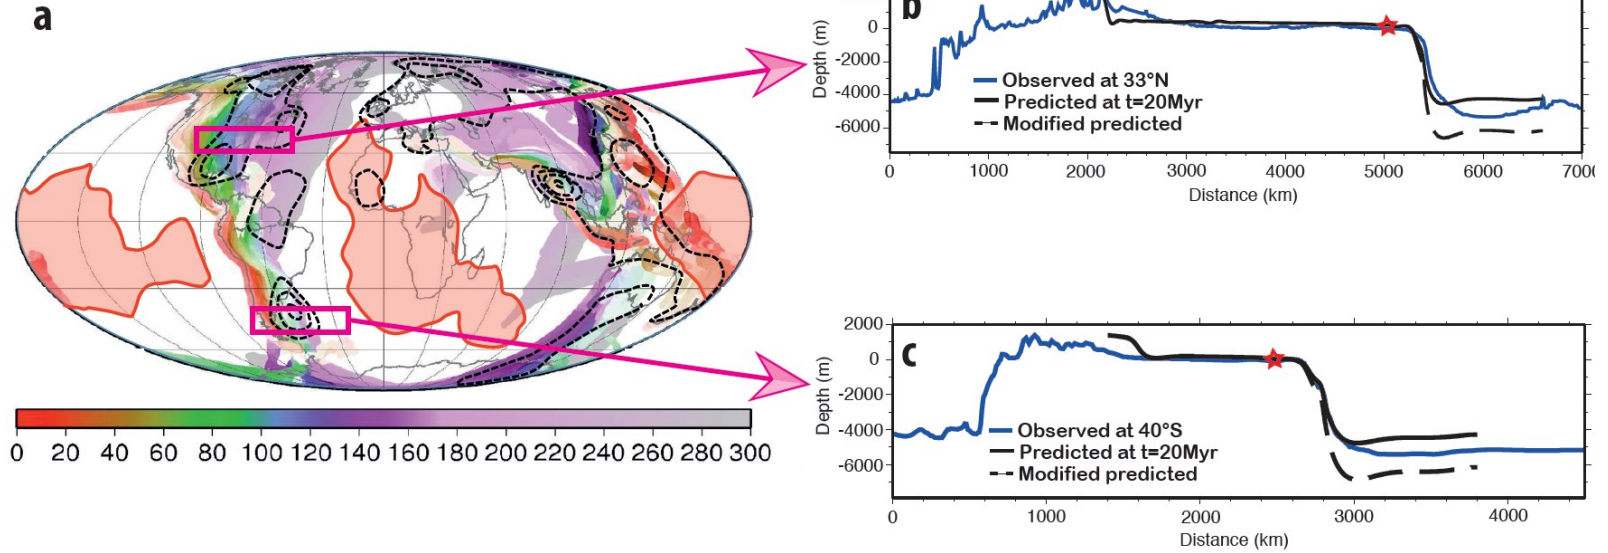 a
0 20 40 60 80 100 120 140 160 180 200 220 240 260 280 300
b
Depth (m)
0
-2000
-4000
-6000
Observed at 33°N
Predicted at t=20Myr
Modified predicted
0 1000 2000 3000 4000 5000 6000 7000
Distance (km)
c
Depth (m)
2000
0
-2000
-4000
-6000
Observed at 40°S
Predicted at t=20Myr
Modified predicted
0 1000 2000 3000 4000
Distance (km)